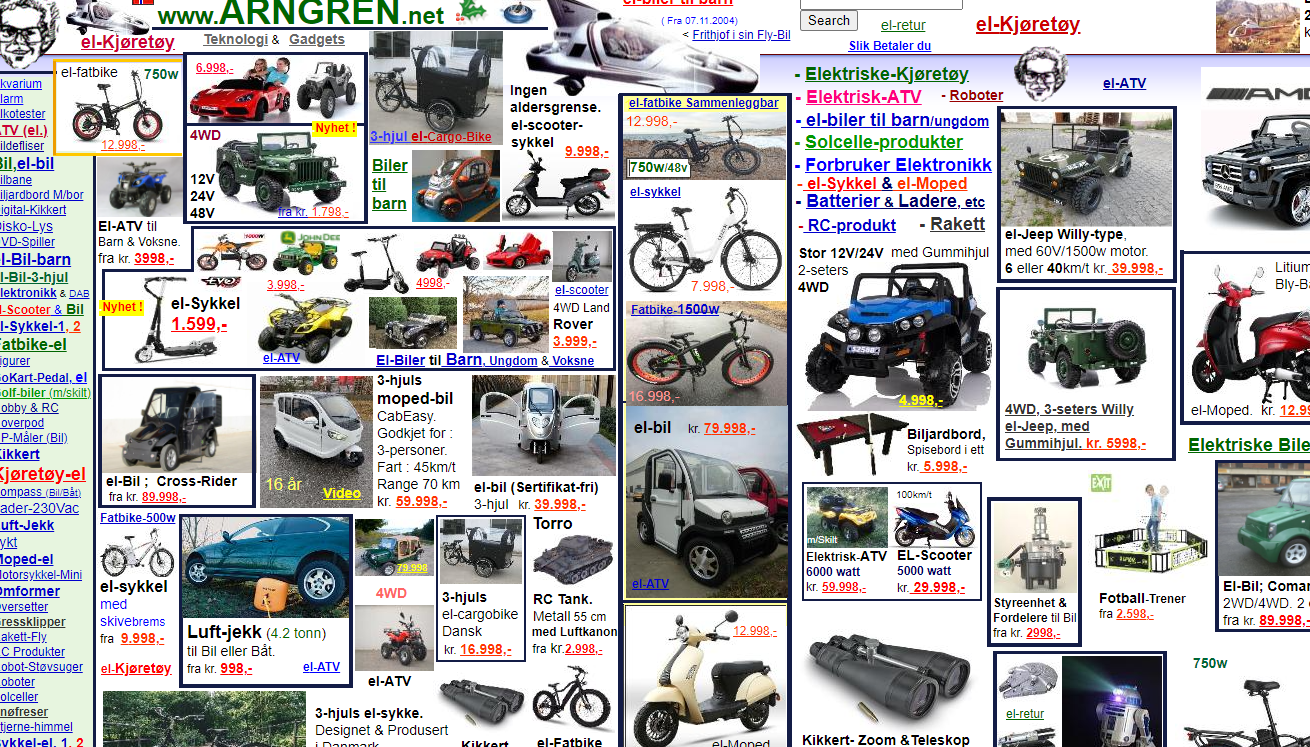 www.ARNGREN.net
el-Kjøretøy
Teknologi & Gadgets
( Fra 07.11.2004)
< Frithjof i sin Fly-Bil
Search
el-retur
Slik Betaler du
el-Kjøretøy
el-fatbike 750w
12.998,-
6.998,-
Nyhet !
4WD
12V
24V
48V
fra kr. 1.798,-
3-hjul el-Cargo-Bike
Biler
til
barn
Ingen
aldersgrense.
el-scooter-
sykkel
9.998,-
el-fatbike Sammenleggbar
12.998,-
750w/48v
el-sykkel
7.998,-
Fatbike-1500w
16.998,-
el-bil kr. 79.998,-
el-ATV
12.998,-
el-Moped
- Elektriske-Kjøretøy
- Elektrisk-ATV - Roboter
- el-biler til barn/ungdom
- Solcelle-produkter
- Forbruker Elektronikk
- el-Sykkel & el-Moped
- Batterier & Ladere, etc
- RC-produkt - Rakett
el-ATV
AMG
el-Jeep Willy-type,
med 60V/1500w motor.
6 eller 40km/t kr. 39.998,-
Stor 12V/24V med Gummihjul
2-seters
4WD
4.998,-
4WD, 3-seters Willy
el-Jeep, med
Gummihjul. kr. 5998,-
el-Moped. kr.
El-ATV til
Barn & Voksne.
fra kr. 3998,-
Nyhet !
EVO
el-Sykkel
1.599,-
1000W
JOHN DEERE
3.998,-
4998,-
el-ATV
el-scooter
4WD Land
Rover
3.999,-
El-Biler til Barn, Ungdom & Voksne
el-Bil ; Cross-Rider
fra kr. 89.998,-
16 år
Video
3-hjuls
moped-bil
CabEasy.
Godkjet for :
3-personer.
Fart : 45km/t
Range 70 km
kr. 59.998,-
el-bil (Sertifikat-fri)
3-hjul kr. 39.998,-
Biljardbord,
Spisebord i ett
kr. 5.998,-
m/Skilt
Elektrisk-ATV
6000 watt
kr. 59.998,-
100km/t
EL-Scooter
5000 watt
kr. 29.998,-
Styreenhet &
Fordelere til Bil
fra kr. 2998,-
EXIT
Fotball-Trener
fra 2.598,-
Fatbike-500w
el-sykkel
med
skivebrems
fra 9.998,-
el-Kjøretøy
Luft-jekk (4.2 tonn)
til Bil eller Båt.
fra kr. 998,-
el-ATV
79.998
4WD
el-ATV
3-hjuls
el-cargobike
Dansk
kr. 16.998,-
Torro
RC Tank.
Metall 55 cm
med Luftkanon
fra kr.2.998,-
3-hjuls el-sykke.
Designet & Produsert
i Danmark
Kikkert
el-Fatbike
Kikkert- Zoom &Teleskop
el-retur
750w